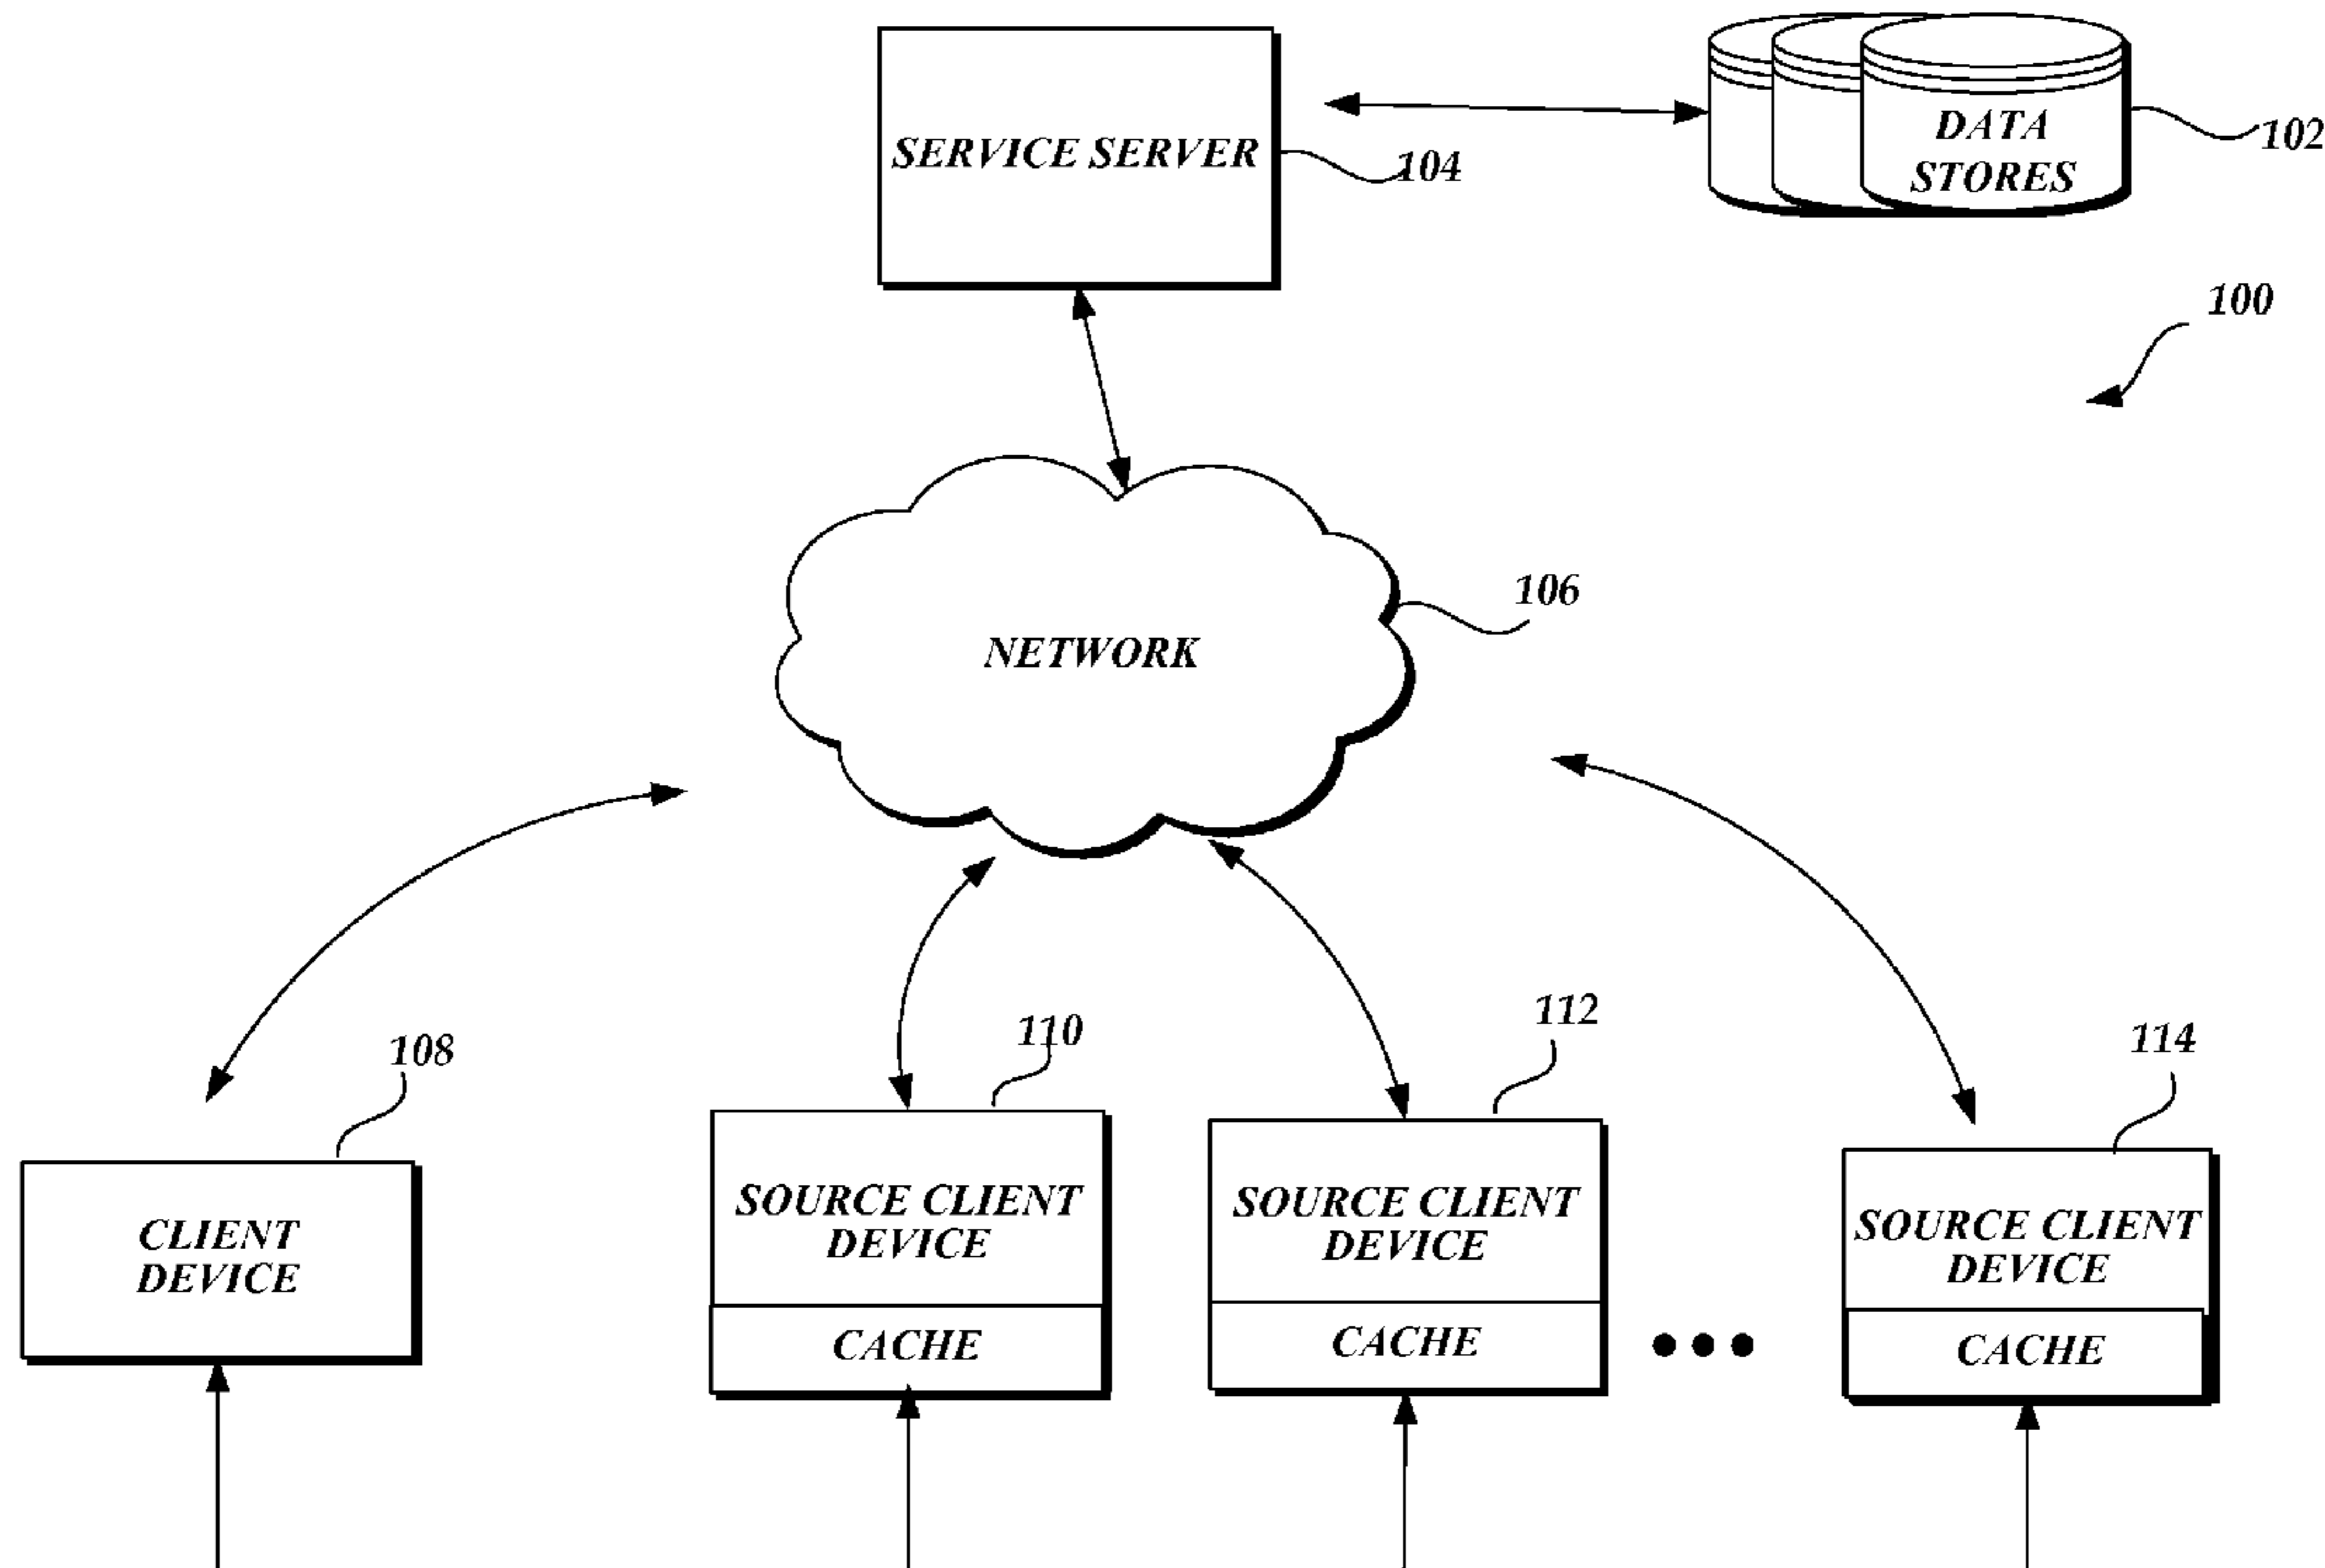 SERVICE SERVER
104
DATA
STORES
102
100
106
NETWORK
108
110
112
114
CLIENT
DEVICE
SOURCE CLIENT
DEVICE
CACHE
SOURCE CLIENT
DEVICE
CACHE
SOURCE CLIENT
DEVICE
CACHE